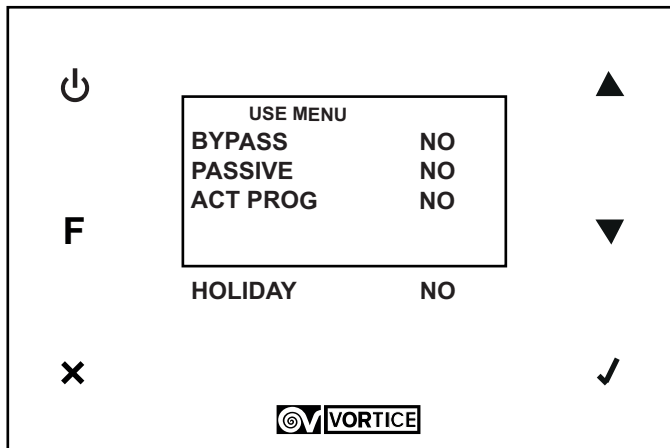 USE MENU
BYPASS NO
PASSIVE NO
ACT PROG NO
F
HOLIDAY NO
VORTICE